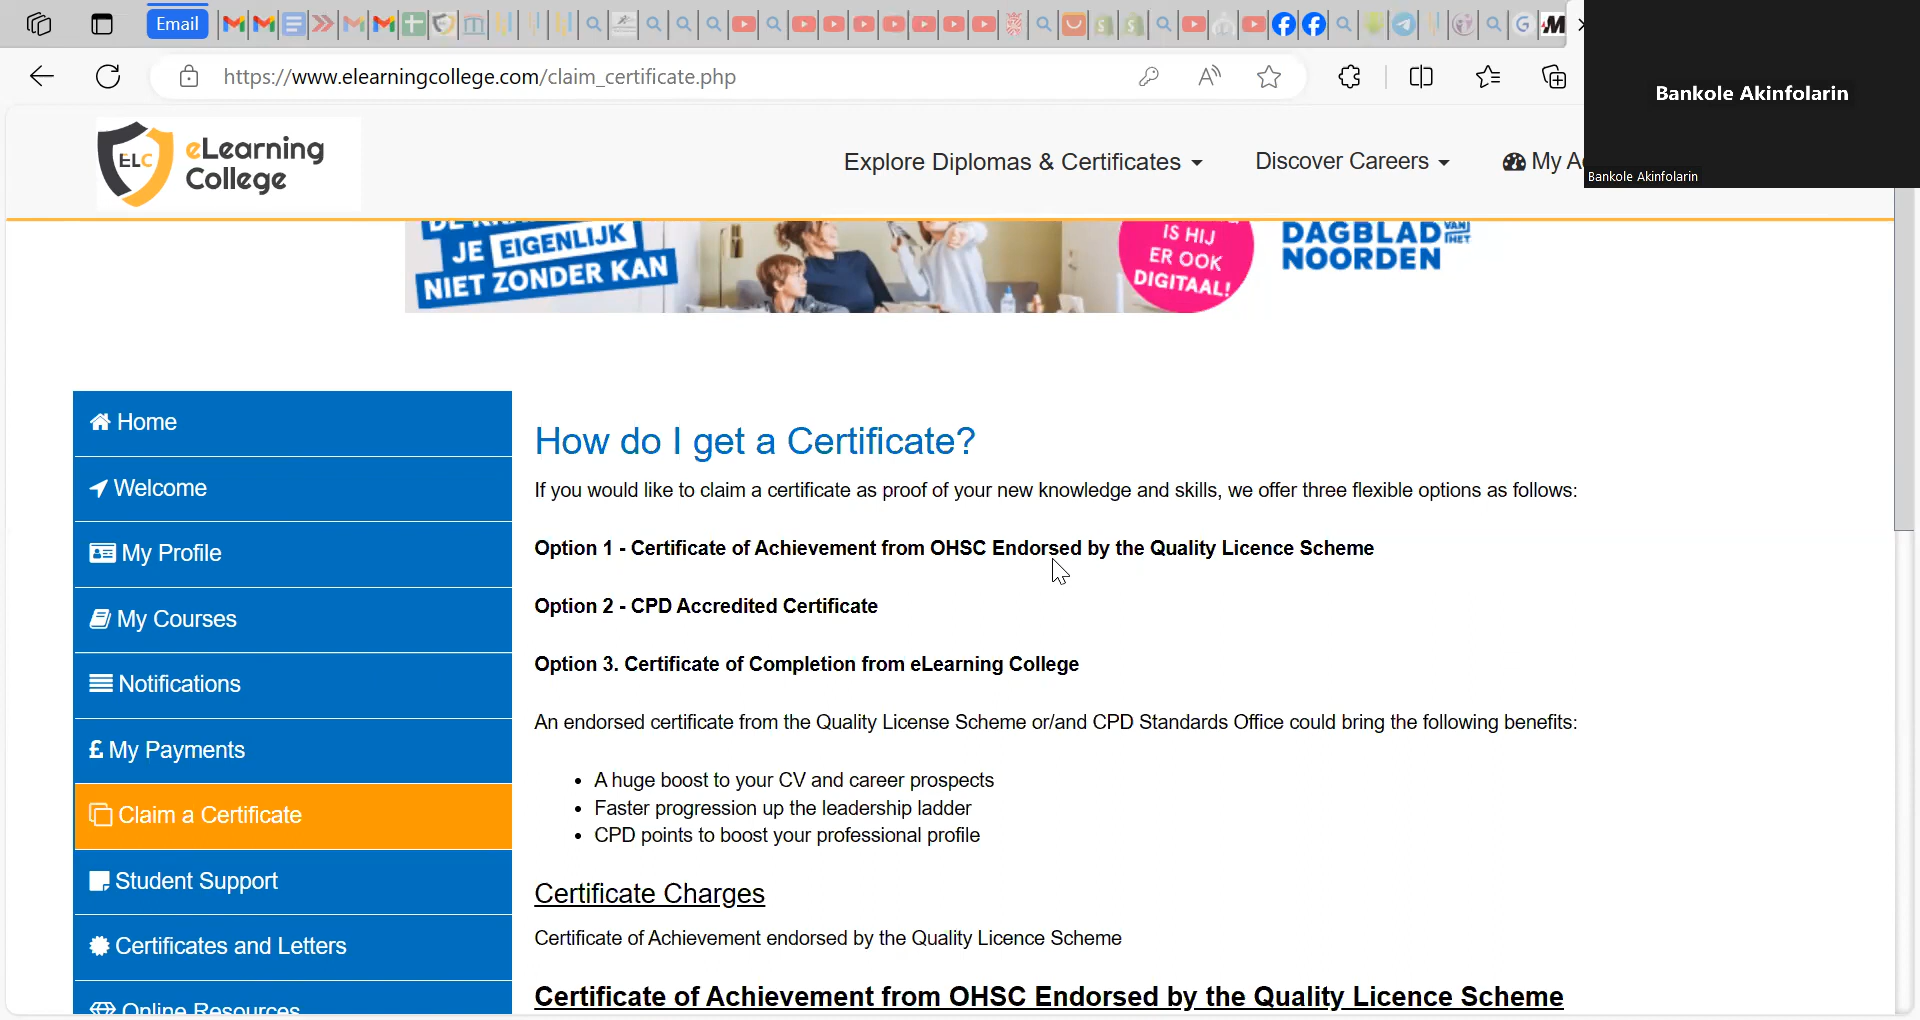 Email
https://www.elearningcollege.com/claim_certificate.php
Bankole Akinfolarin
Bankole Akinfolarin
ELC
eLearning
College
Explore Diplomas & Certificates
Discover Careers
My A
JE EIGENLIJK
NIET ZONDER KAN
IS HIJ
ER OOK
DIGITAAL!
DAGBLAD VAN HET
NOORDEN
Home
Welcome
My Profile
My Courses
Notifications
£ My Payments
Claim a Certificate
Student Support
Certificates and Letters
Online Resources
How do I get a Certificate?
If you would like to claim a certificate as proof of your new knowledge and skills, we offer three flexible options as follows:
Option 1 - Certificate of Achievement from OHSC Endorsed by the Quality Licence Scheme
Option 2 - CPD Accredited Certificate
Option 3. Certificate of Completion from eLearning College
An endorsed certificate from the Quality License Scheme or/and CPD Standards Office could bring the following benefits:
• A huge boost to your CV and career prospects
• Faster progression up the leadership ladder
• CPD points to boost your professional profile
Certificate Charges
Certificate of Achievement endorsed by the Quality Licence Scheme
Certificate of Achievement from OHSC Endorsed by the Quality Licence Scheme